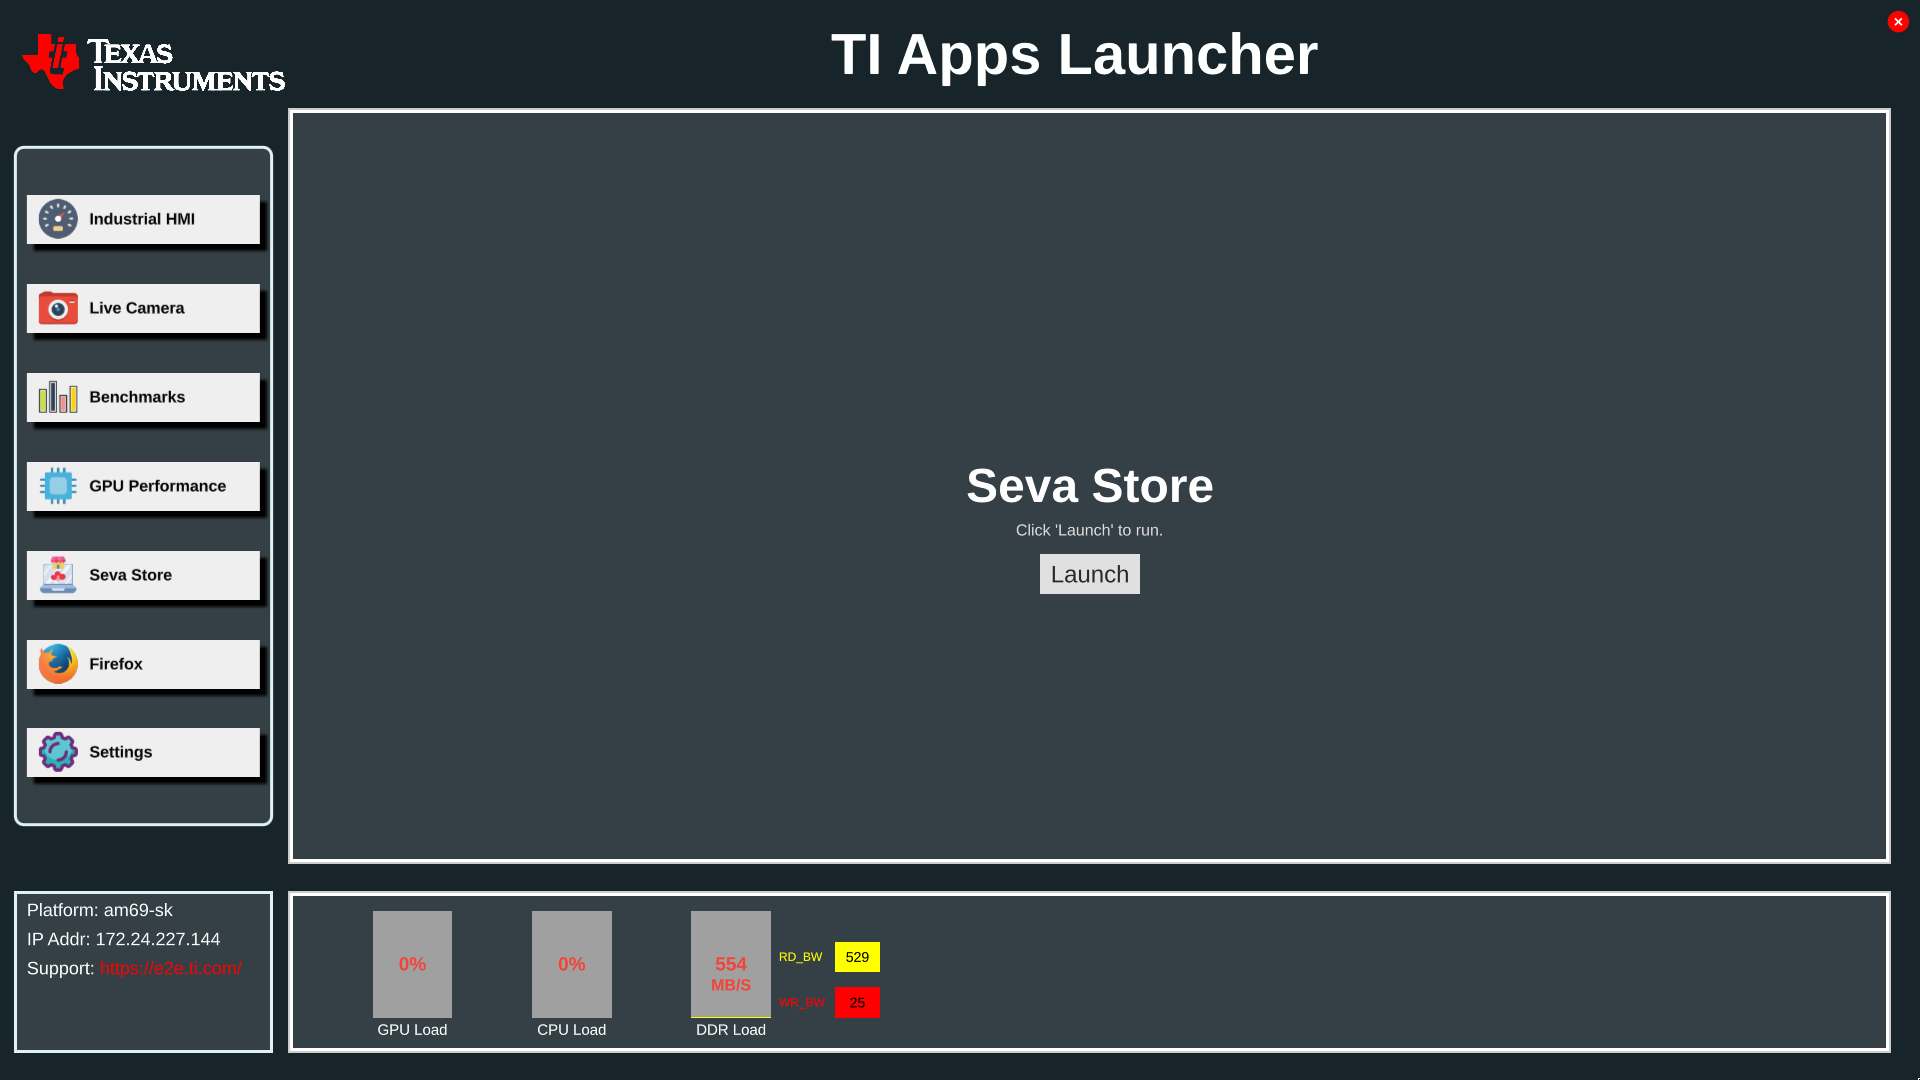 TEXAS
INSTRUMENTS
TI Apps Launcher
Industrial HMI
Live Camera
Benchmarks
GPU Performance
Seva Store
Firefox
Settings
Seva Store
Click 'Launch' to run.
Launch
Platform: am69-sk
IP Addr: 172.24.227.144
Support: https://e2e.ti.com/
0%
GPU Load
0%
CPU Load
554
MB/S
DDR Load
RD_BW 529
WR_BW 25